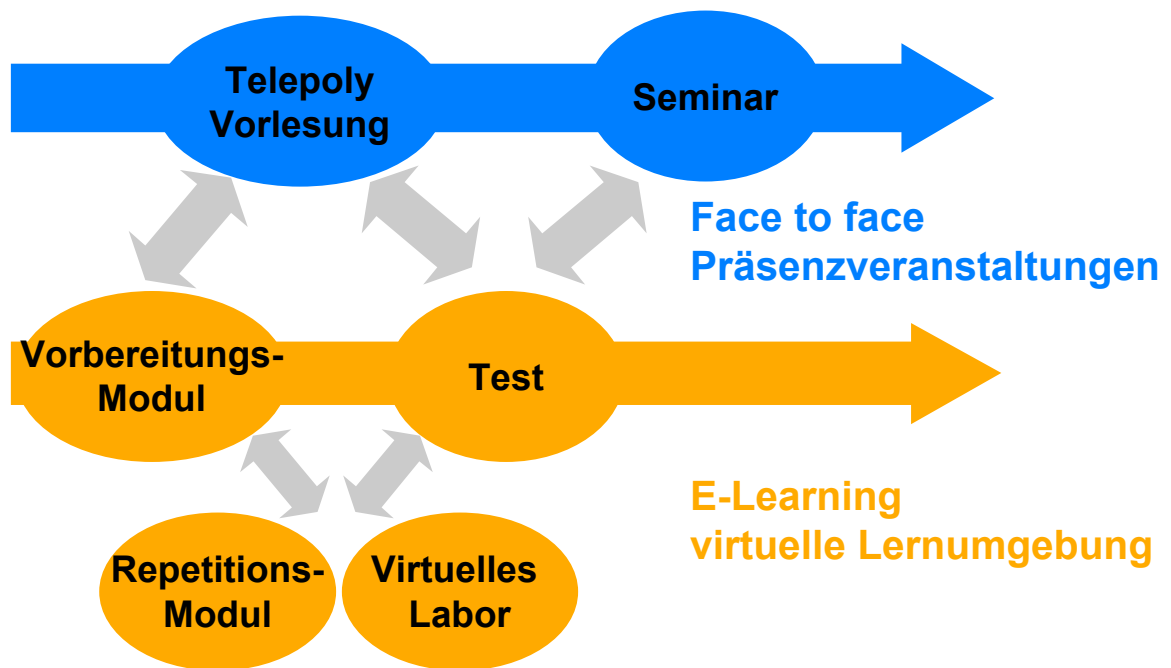 Telepoly
Vorlesung
Seminar
Face to face
Präsenzveranstaltungen
Vorbereitungs-
Modul
Test
E-Learning
virtuelle Lernumgebung
Repetitions-
Modul
Virtuelles
Labor